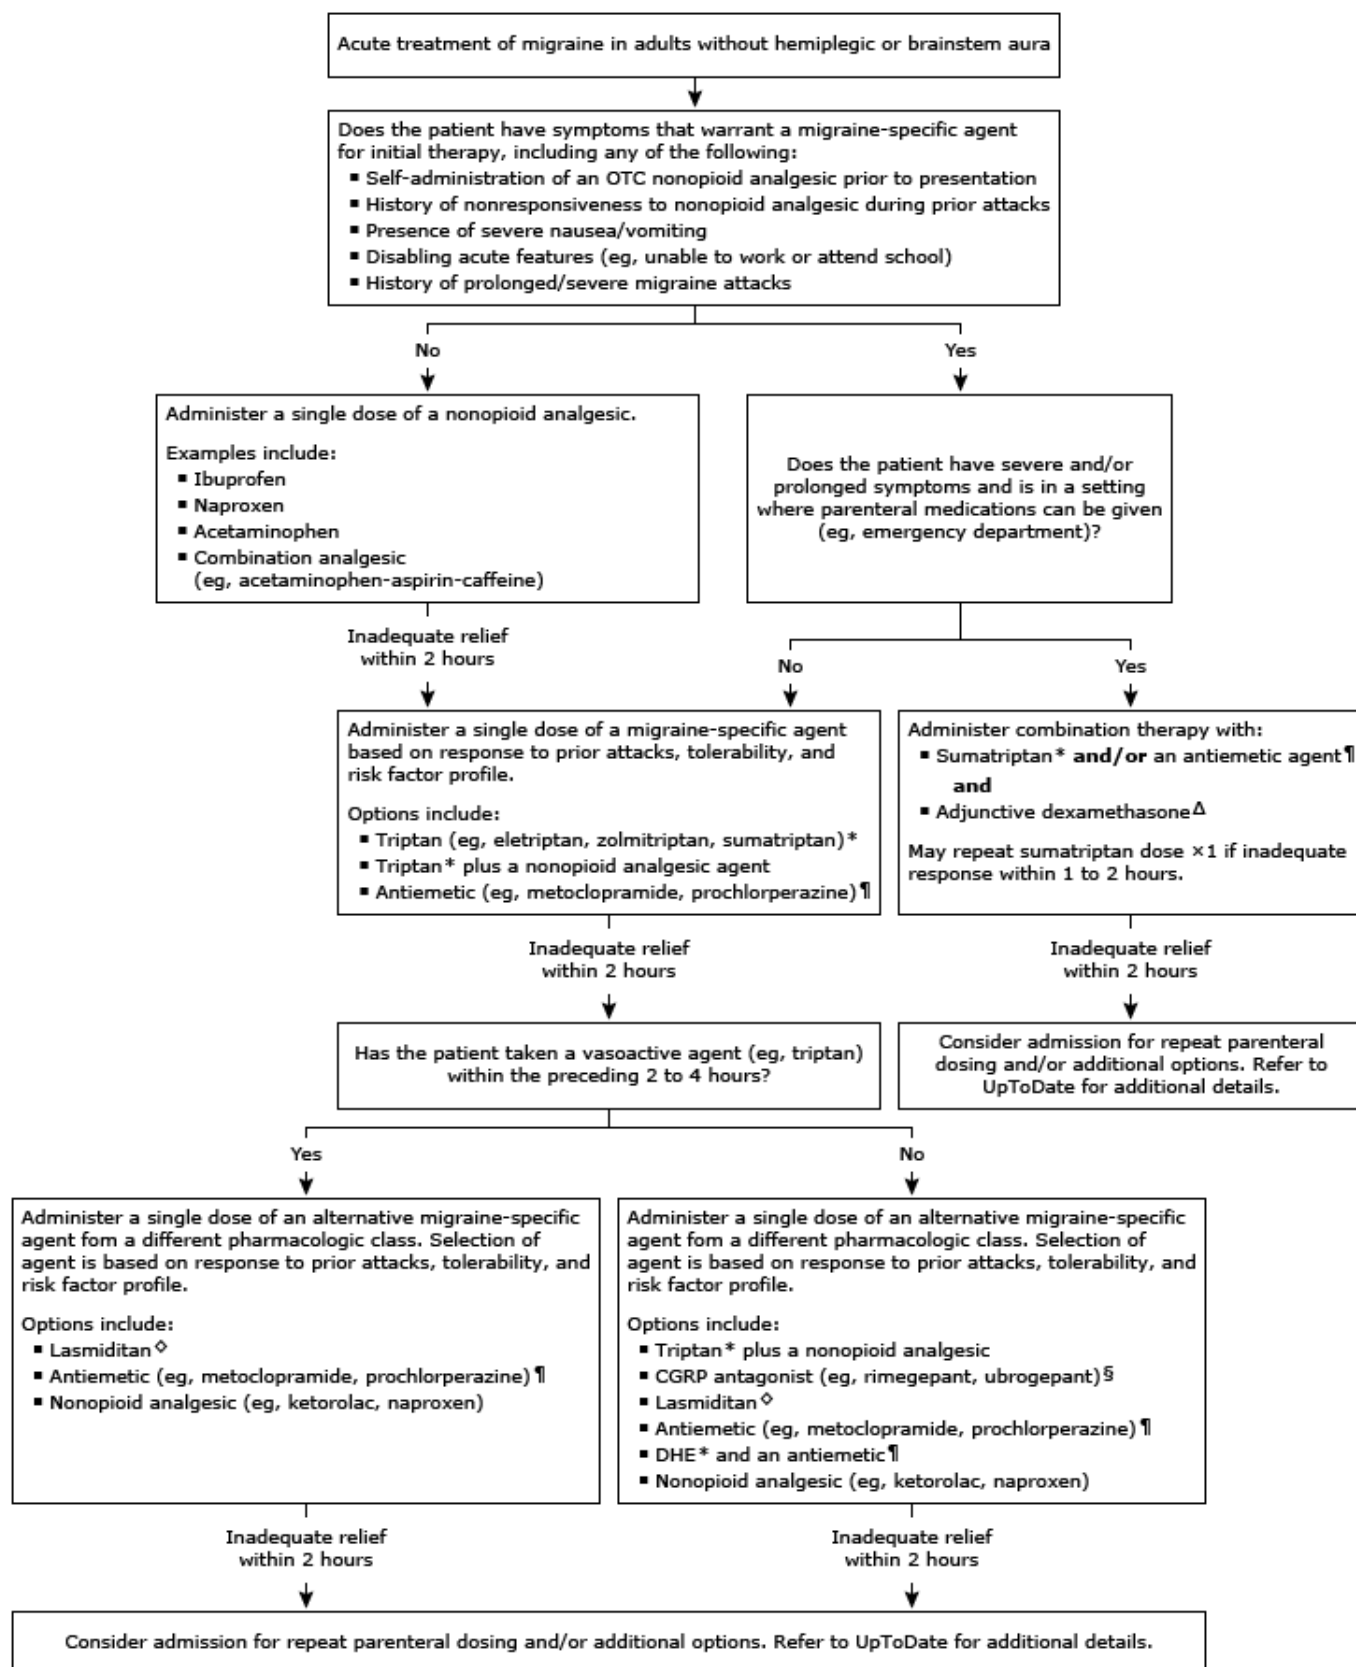 Acute treatment of migraine in adults without hemiplegic or brainstem aura
Does the patient have symptoms that warrant a migraine-specific agent
for initial therapy, including any of the following:
▪ Self-administration of an OTC nonopioid analgesic prior to presentation
▪ History of nonresponsiveness to nonopioid analgesic during prior attacks
▪ Presence of severe nausea/vomiting
▪ Disabling acute features (eg, unable to work or attend school)
▪ History of prolonged/severe migraine attacks
No
Yes
Administer a single dose of a nonopioid analgesic.
Examples include:
▪ Ibuprofen
▪ Naproxen
▪ Acetaminophen
▪ Combination analgesic
(eg, acetaminophen-aspirin-caffeine)
Does the patient have severe and/or
prolonged symptoms and is in a setting
where parenteral medications can be given
(eg, emergency department)?
Inadequate relief
within 2 hours
No
Yes
Administer a single dose of a migraine-specific agent
based on response to prior attacks, tolerability, and
risk factor profile.
Options include:
▪ Triptan (eg, eletriptan, zolmitriptan, sumatriptan)*
▪ Triptan* plus a nonopioid analgesic agent
▪ Antiemetic (eg, metoclopramide, prochlorperazine)¶
Administer combination therapy with:
▪ Sumatriptan* and/or an antiemetic agent¶
and
▪ Adjunctive dexamethasoneΔ
May repeat sumatriptan dose ×1 if inadequate
response within 1 to 2 hours.
Inadequate relief
within 2 hours
Inadequate relief
within 2 hours
Has the patient taken a vasoactive agent (eg, triptan)
within the preceding 2 to 4 hours?
Consider admission for repeat parenteral
dosing and/or additional options. Refer to
UpToDate for additional details.
Yes
No
Administer a single dose of an alternative migraine-specific
agent fom a different pharmacologic class. Selection of
agent is based on response to prior attacks, tolerability, and
risk factor profile.
Options include:
▪ Lasmiditan◊
▪ Antiemetic (eg, metoclopramide, prochlorperazine)¶
▪ Nonopioid analgesic (eg, ketorolac, naproxen)
Administer a single dose of an alternative migraine-specific
agent fom a different pharmacologic class. Selection of
agent is based on response to prior attacks, tolerability, and
risk factor profile.
Options include:
▪ Triptan* plus a nonopioid analgesic
▪ CGRP antagonist (eg, rimegepant, ubrogepant)§
▪ Lasmiditan◊
▪ Antiemetic (eg, metoclopramide, prochlorperazine)¶
▪ DHE* and an antiemetic¶
▪ Nonopioid analgesic (eg, ketorolac, naproxen)
Inadequate relief
within 2 hours
Inadequate relief
within 2 hours
Consider admission for repeat parenteral dosing and/or additional options. Refer to UpToDate for additional details.